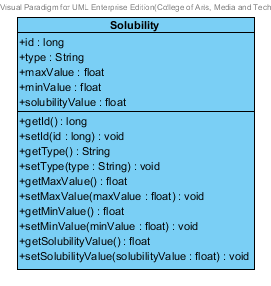 Visual Paradigm for UML Enterprise Edition(College of Arts, Media and Tech
Solubility
+id : long
+type : String
+maxValue : float
+minValue : float
+solubilityValue : float
+getId() : long
+setId(id : long) : void
+getType() : String
+setType(type : String) : void
+getMaxValue() : float
+setMaxValue(maxValue : float) : void
+getMinValue() : float
+setMinValue(minValue : float) : void
+getSolubilityValue() : float
+setSolubilityValue(solubilityValue : float) : void